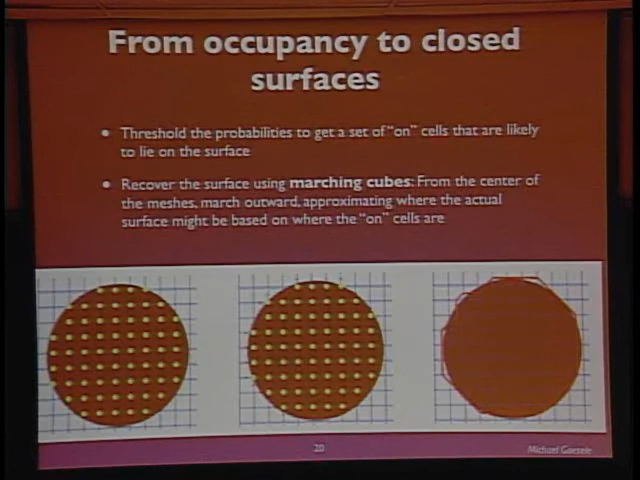 From occupancy to closed
surfaces
• Threshold the probabilities to get a set of "on" cells that are likely
to lie on the surface
• Recover the surface using marching cubes: From the center of
the meshes, march outward, approximating where the actual
surface might be based on where the "on" cells are
20
Michael Goesele